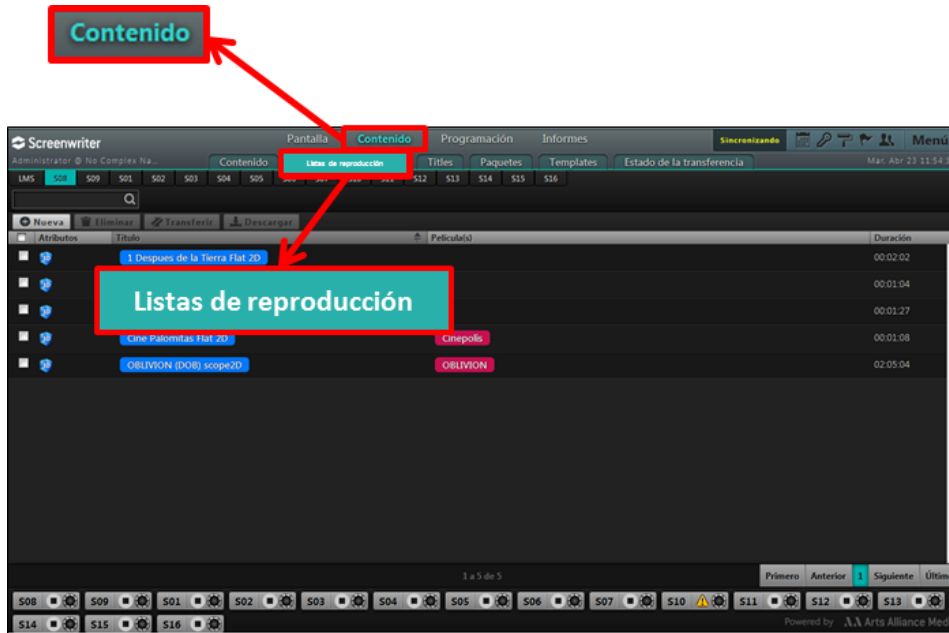 Contenido
Screenwriter Pantalla Contenido Programación Informes Sincronizando Menú
Administrator @ No Complex Na... Contenido Listas de reproducción Titles Paquetes Templates Estado de la transferencia Mar. Abr 23 11:54:
LMS S08 S09 S01 S02 S03 S04 S05 S12 S13 S14 S15 S16
Nueva Eliminar Transferir Descargar
Atributos Título Película(s) Duración
1 Despues de la Tierra Flat 2D 00:02:02
00:01:04
Listas de reproducción
00:01:27
Cine Palomitas Flat 2D Cinepolis 00:01:08
OBLIVION (DOB) scope2D OBLIVION 02:05:04
1 a 5 de 5
Primero Anterior 1 Siguiente Últim
S08 S09 S01 S02 S03 S04 S05 S06 S07 S10 S11 S12 S13
S14 S15 S16 Powered by Arts Alliance Med